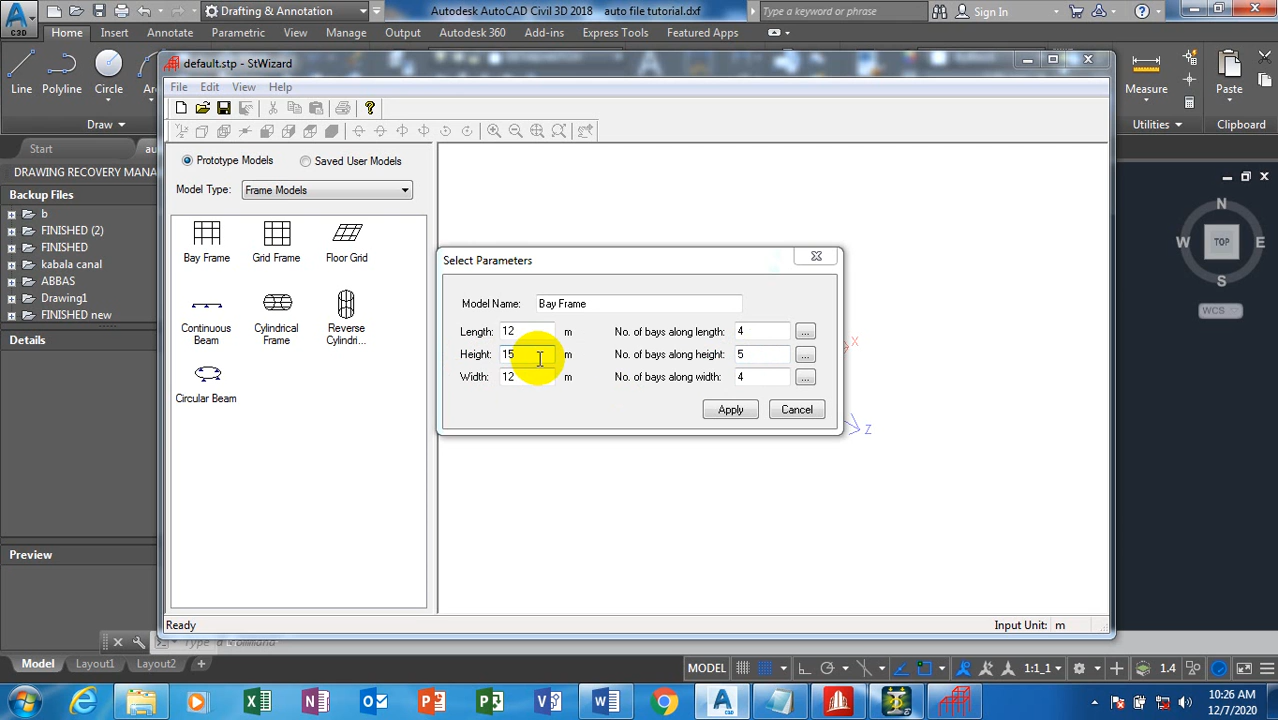 Drafting & Annotation
Autodesk AutoCAD Civil 3D 2018 auto file tutorial.dxf
Type a keyword or phrase
Sign In
C3D
Home Insert Annotate Parametric View Manage Output Autodesk 360 Add-ins Express Tools Featured Apps
default.stp - StWizard
Line Polyline Circle
Draw
Measure
Utilities
Paste
Clipboard
File Edit View Help
Start
DRAWING RECOVERY MANA
Backup Files
b
FINISHED (2)
FINISHED
kabala canal
ABBAS
Drawing1
FINISHED new
Details
Preview
Prototype Models Saved User Models
Model Type: Frame Models
Bay Frame Grid Frame Floor Grid
Continuous Beam
Cylindrical Frame
Reverse Cylindri...
Circular Beam
Select Parameters
Model Name: Bay Frame
Length: 12 m No. of bays along length: 4 ...
Height: 15 m No. of bays along height: 5 ...
Width: 12 m No. of bays along width: 4 ...
Apply Cancel
X
Z
N
W TOP E
S
WCS
Ready
Input Unit: m
Type a Command
Model Layout1 Layout2 +
MODEL
1:1_1
1.4
10:26 AM
12/7/2020